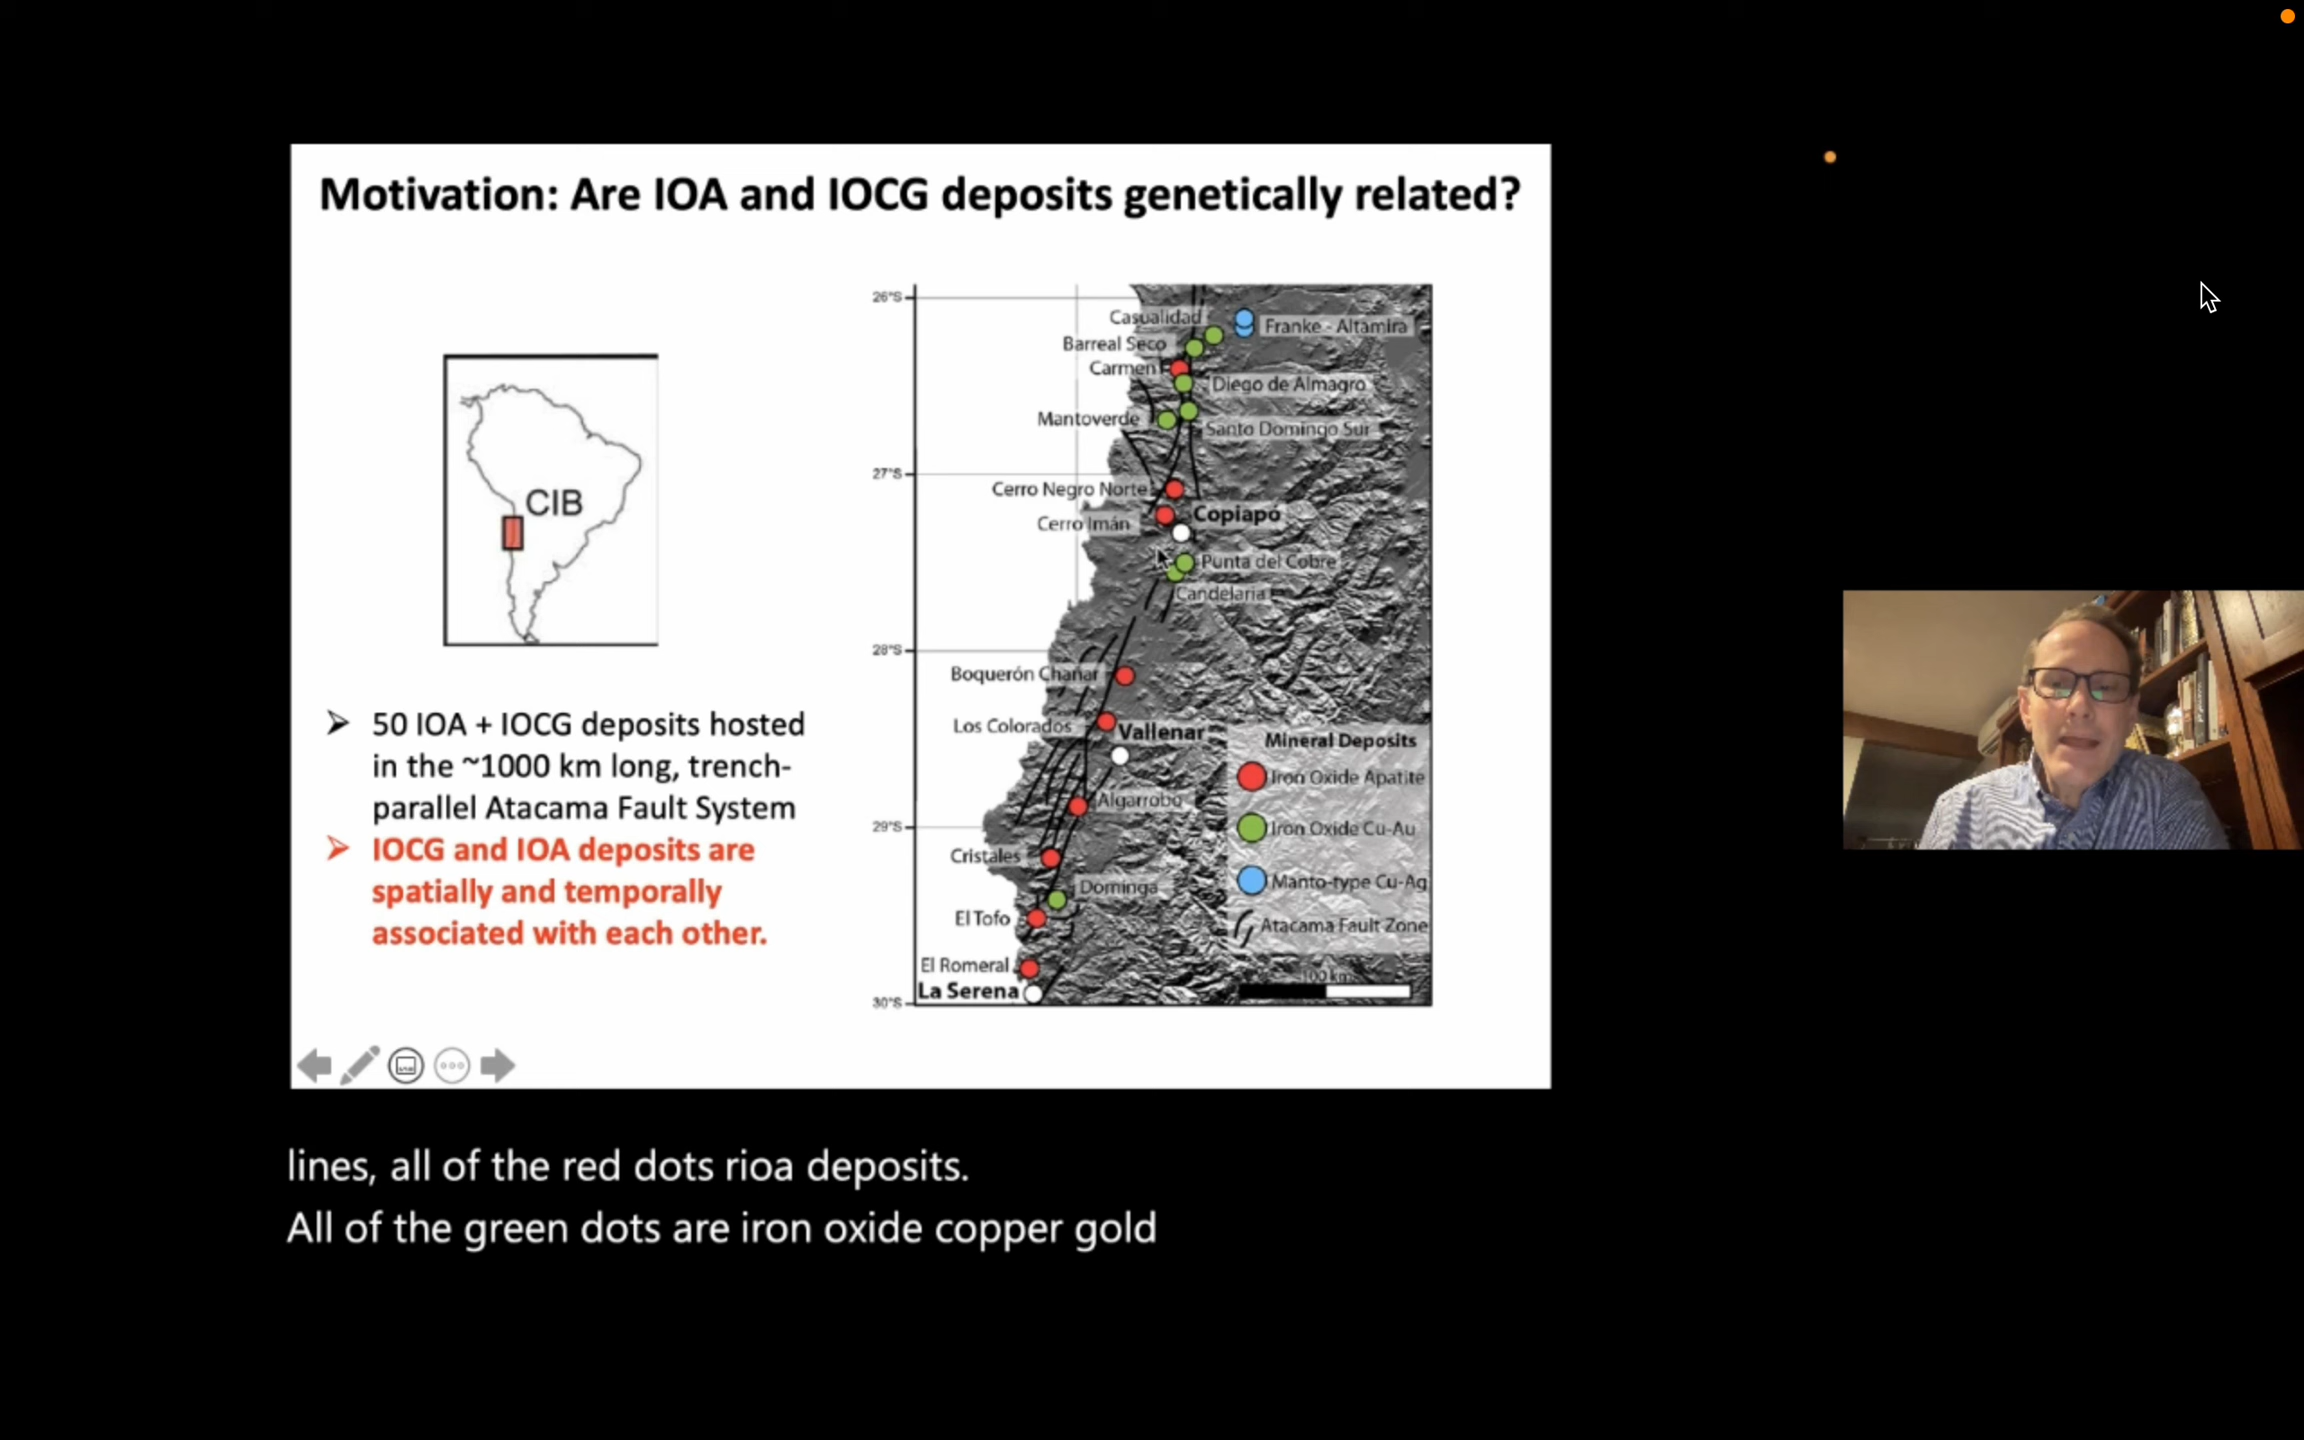 Motivation: Are IOA and IOCG deposits genetically related?
CIB
➢ 50 IOA + IOCG deposits hosted
in the ~1000 km long, trench-
parallel Atacama Fault System
➢ IOCG and IOA deposits are
spatially and temporally
associated with each other.
26°S
Casualidad
Franke - Altamira
Barreal Seco
Carmen
Diego de Almagro
Mantoverde
Santo Domingo Sur
27°S
Cerro Negro Norte
Copiapó
Cerro Imán
Punta del Cobre
Candelaria
28°S
Boquerón Chañar
Los Colorados
Vallenar
Mineral Deposits
Iron Oxide Apatite
Algarrobo
29°S
Iron Oxide Cu-Au
Cristales
Manto-type Cu-Ag
Dominga
El Tofo
Atacama Fault Zone
El Romeral
100 km
La Serena
30°S
lines, all of the red dots rioa deposits.
All of the green dots are iron oxide copper gold